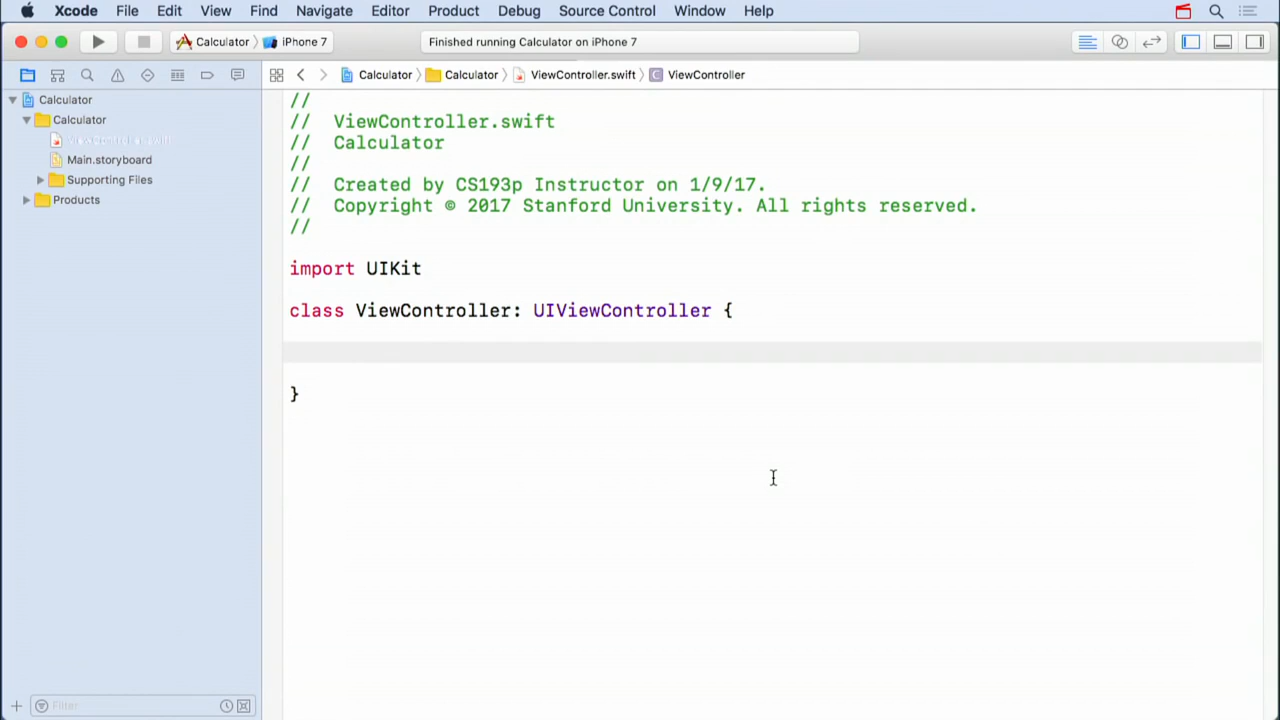 Xcode File Edit View Find Navigate Editor Product Debug Source Control Window Help
Calculator iPhone 7 Finished running Calculator on iPhone 7
Calculator Calculator ViewController.swift C ViewController
Calculator
Calculator
ViewController.swift
Main.storyboard
Supporting Files
Products
Filter
//
// ViewController.swift
// Calculator
//
// Created by CS193p Instructor on 1/9/17.
// Copyright © 2017 Stanford University. All rights reserved.
//
import UIKit
class ViewController: UIViewController {
}